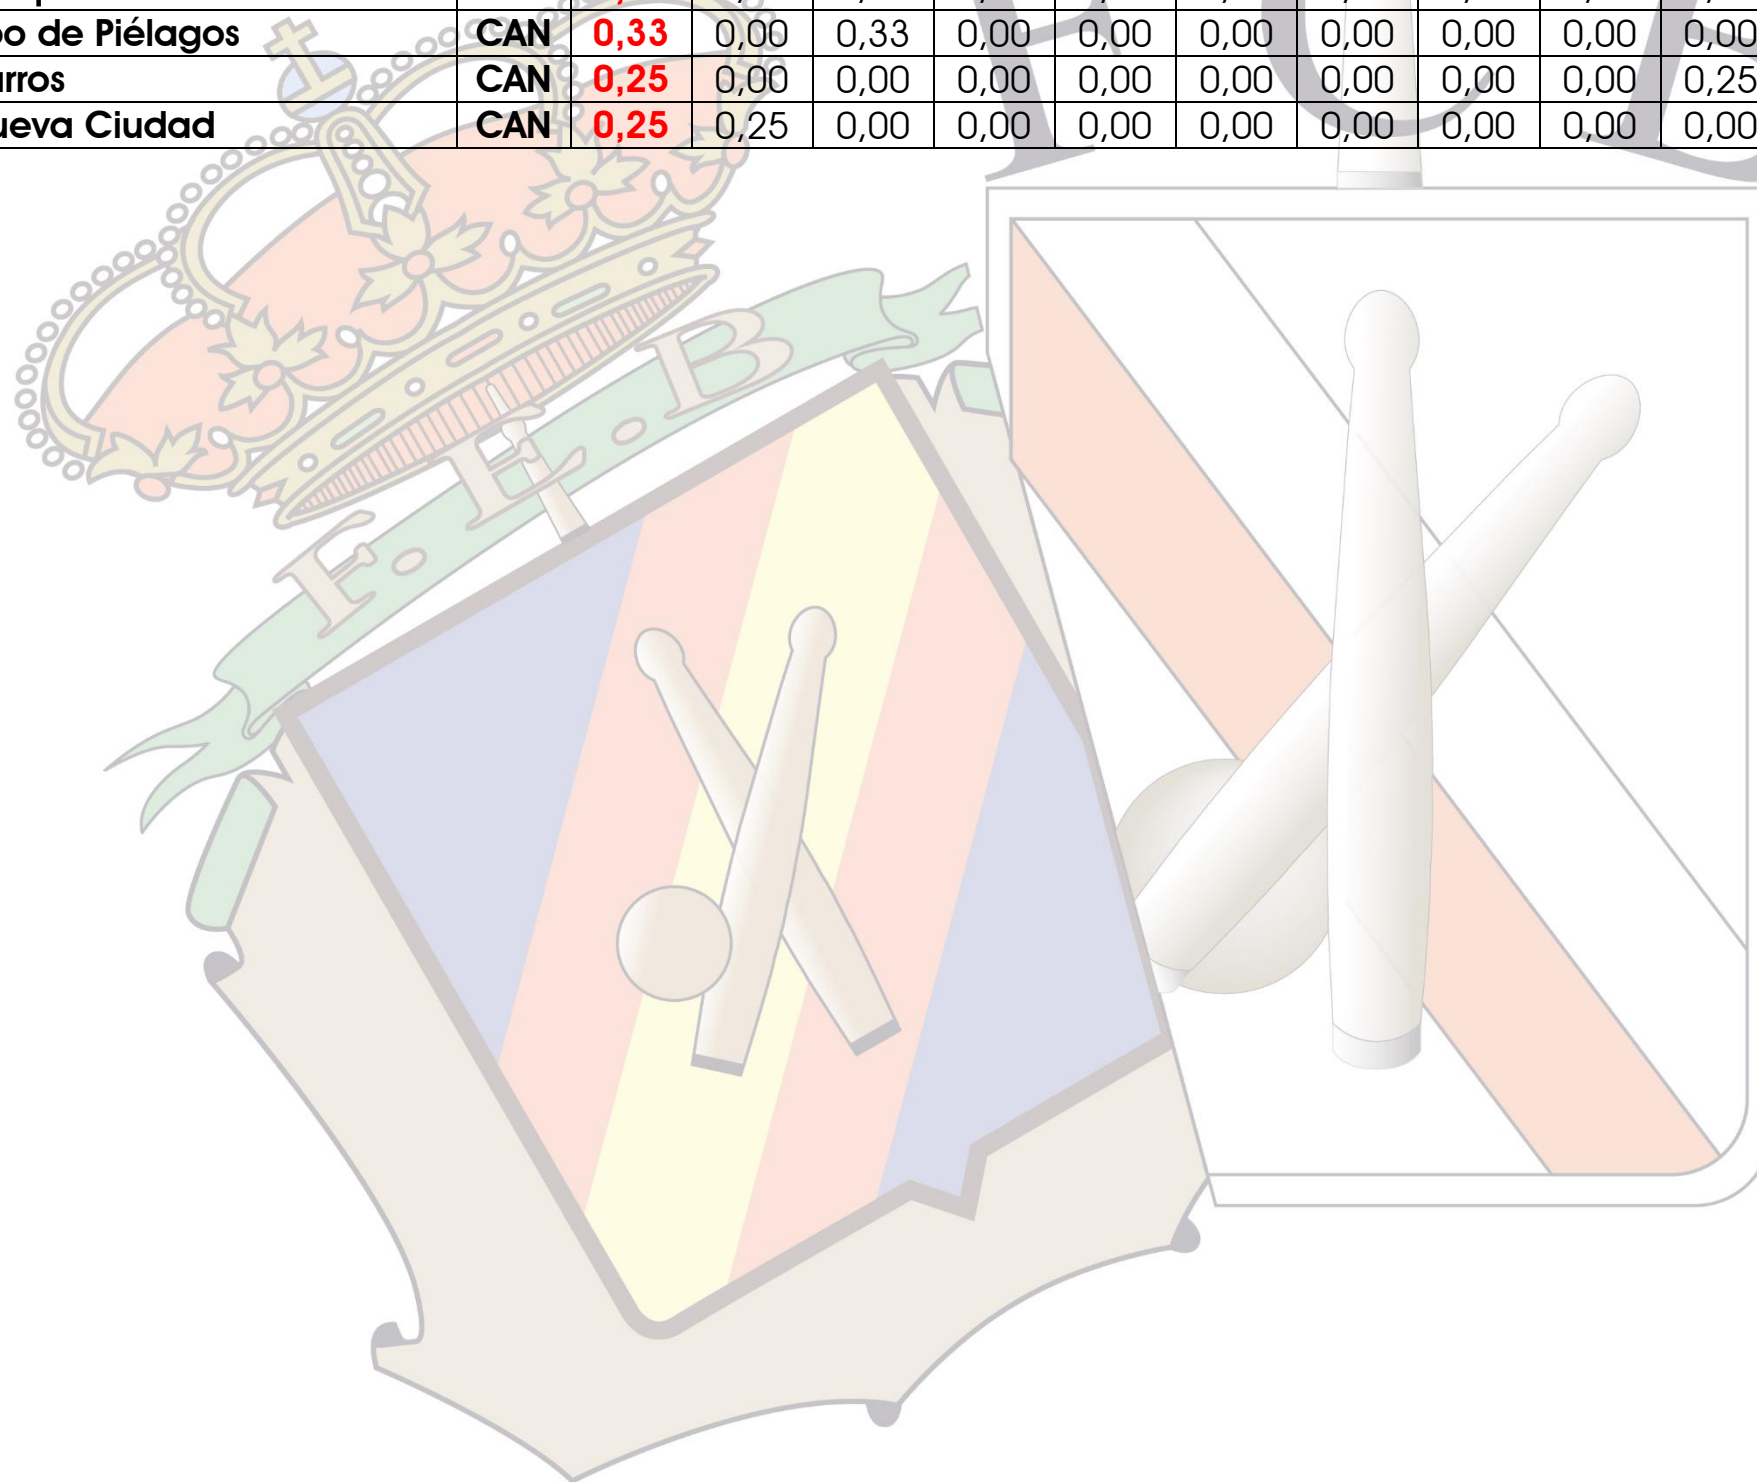 oo de Piélagos CAN 0,33 0,00 0,33 0,00 0,00 0,00 0,00 0,00 0,00 0,00
rros CAN 0,25 0,00 0,00 0,00 0,00 0,00 0,00 0,00 0,00 0,25
ueva Ciudad CAN 0,25 0,25 0,00 0,00 0,00 0,00 0,00 0,00 0,00 0,00
F.E.B